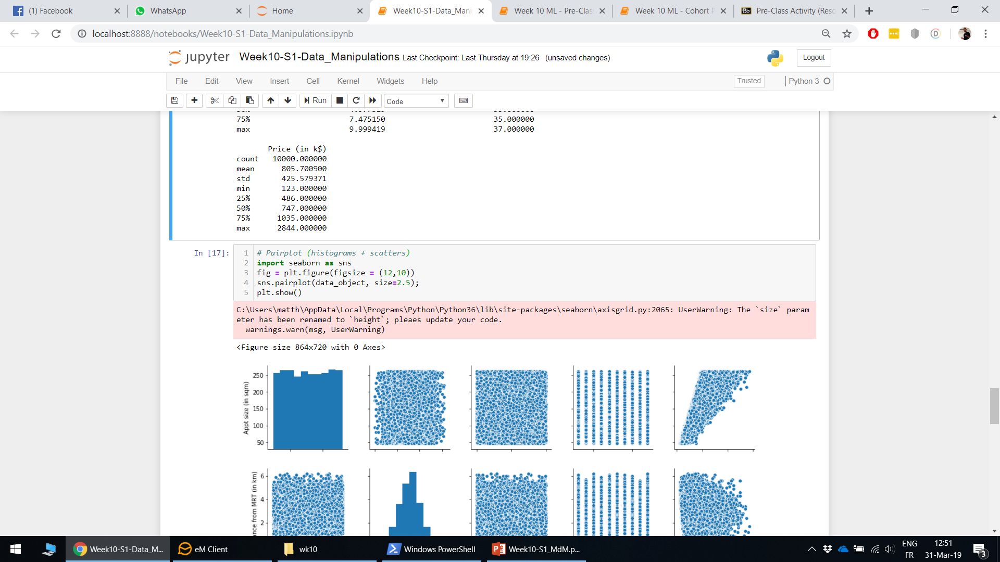 (1) Facebook
WhatsApp
Home
Week10-S1-Data_Mani
Week 10 ML - Pre-Clas
Week 10 ML - Cohort P
Pre-Class Activity (Reso
localhost:8888/notebooks/Week10-S1-Data_Manipulations.ipynb
jupyter Week10-S1-Data_Manipulations Last Checkpoint: Last Thursday at 19:26 (unsaved changes)
Logout
File Edit View Insert Cell Kernel Widgets Help
Trusted
Python 3
Run
Code
75% 7.475150 35.000000
max 9.999419 37.000000
Price (in k$)
count 10000.000000
mean 805.700900
std 425.579371
min 123.000000
25% 486.000000
50% 747.000000
75% 1035.000000
max 2844.000000
In [17]:
1 # Pairplot (histograms + scatters)
2 import seaborn as sns
3 fig = plt.figure(figsize = (12,10))
4 sns.pairplot(data_object, size=2.5);
5 plt.show()
C:\Users\matth\AppData\Local\Programs\Python\Python36\lib\site-packages\seaborn\axisgrid.py:2065: UserWarning: The `size` param
eter has been renamed to `height`; pleaes update your code.
warnings.warn(msg, UserWarning)
<Figure size 864x720 with 0 Axes>
Appt size (in sqm)
250
200
150
100
50
ance from MRT (in km)
6
4
2
Week10-S1-Data_M...
eM Client
wk10
Windows PowerShell
Week10-S1_MdM.p...
ENG
FR
12:51
31-Mar-19
3